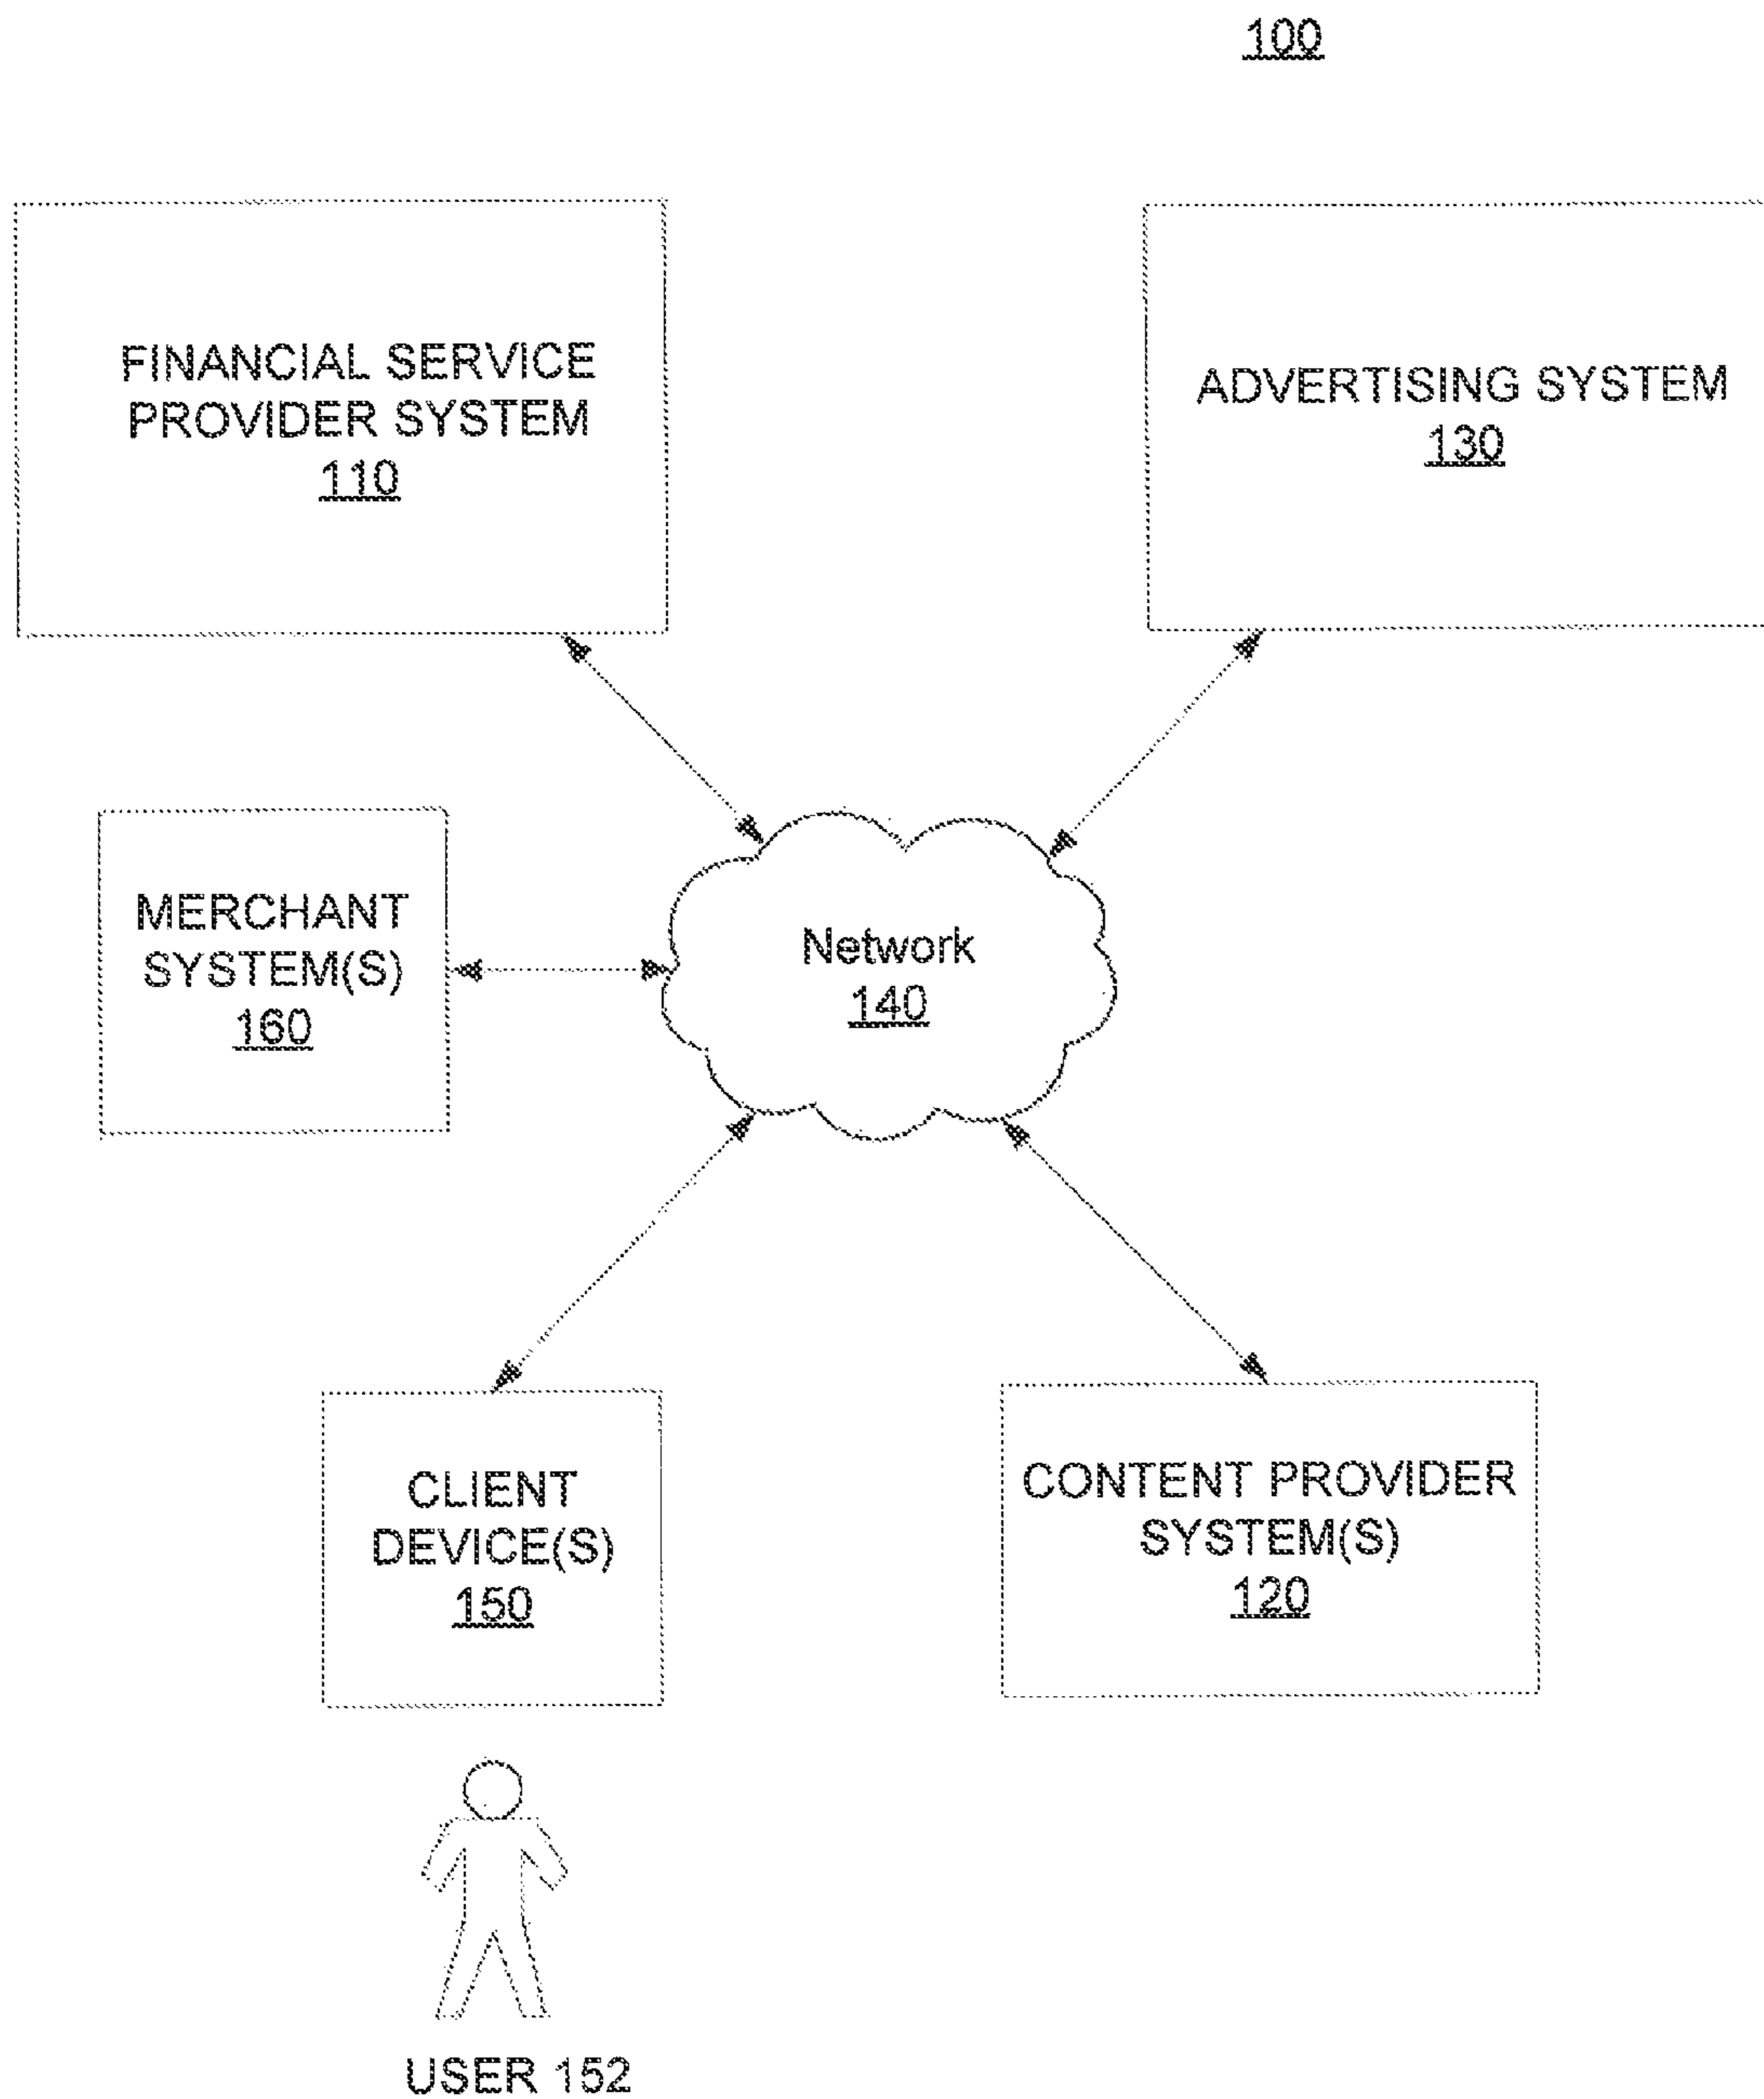 100
FINANCIAL SERVICE
PROVIDER SYSTEM
110
ADVERTISING SYSTEM
130
MERCHANT
SYSTEM(S)
160
Network
140
CLIENT
DEVICE(S)
150
CONTENT PROVIDER
SYSTEM(S)
120
USER 152